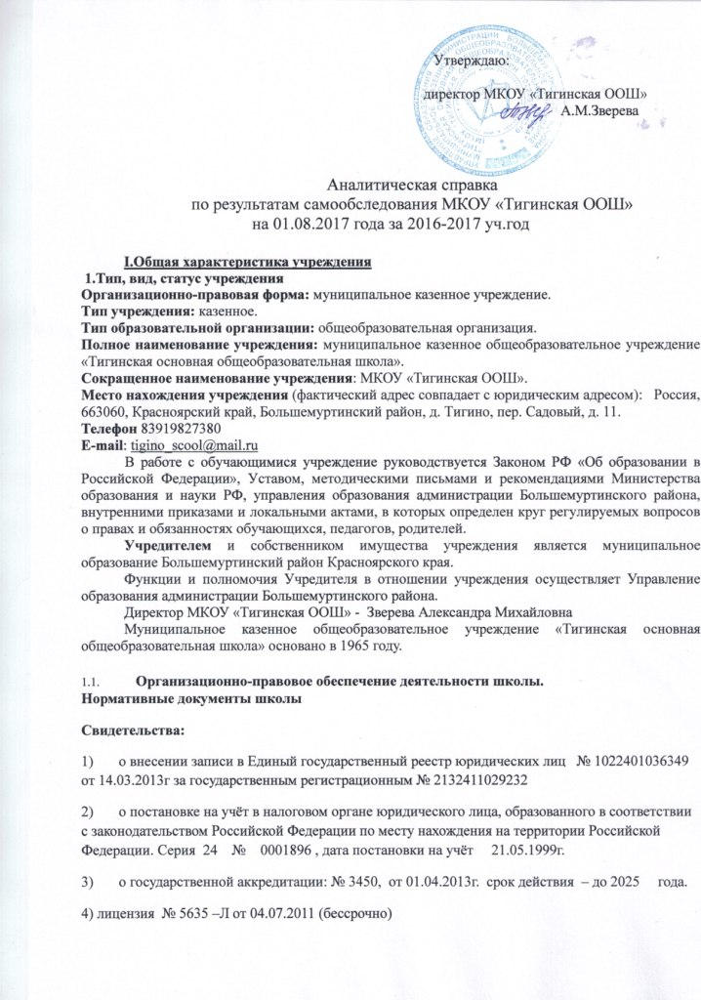 Утверждаю:
директор МКОУ «Тигинская ООШ»
А.М.Зверева
Аналитическая справка
по результатам самообследования МКОУ «Тигинская ООШ»
на 01.08.2017 года за 2016-2017 уч.год
I.Общая характеристика учреждения
1.Тип, вид, статус учреждения
Организационно-правовая форма: муниципальное казенное учреждение.
Тип учреждения: казенное.
Тип образовательной организации: общеобразовательная организация.
Полное наименование учреждения: муниципальное казенное общеобразовательное учреждение
«Тигинская основная общеобразовательная школа».
Сокращенное наименование учреждения: МКОУ «Тигинская ООШ».
Место нахождения учреждения (фактический адрес совпадает с юридическим адресом): Россия,
663060, Красноярский край, Большемуртинский район, д. Тигино, пер. Садовый, д. 11.
Телефон 83919827380
E-mail: tigino_scool@mail.ru
В работе с обучающимися учреждение руководствуется Законом РФ «Об образовании в
Российской Федерации», Уставом, методическими письмами и рекомендациями Министерства
образования и науки РФ, управления образования администрации Большемуртинского района,
внутренними приказами и локальными актами, в которых определен круг регулируемых вопросов
о правах и обязанностях обучающихся, педагогов, родителей.
Учредителем и собственником имущества учреждения является муниципальное
образование Большемуртинский район Красноярского края.
Функции и полномочия Учредителя в отношении учреждения осуществляет Управление
образования администрации Большемуртинского района.
Директор МКОУ «Тигинская ООШ» - Зверева Александра Михайловна
Муниципальное казенное общеобразовательное учреждение «Тигинская основная
общеобразовательная школа» основано в 1965 году.
1.1. Организационно-правовое обеспечение деятельности школы.
Нормативные документы школы
Свидетельства:
1) о внесении записи в Единый государственный реестр юридических лиц № 1022401036349
от 14.03.2013г за государственным регистрационным № 2132411029232
2) о постановке на учёт в налоговом органе юридического лица, образованного в соответствии
с законодательством Российской Федерации по месту нахождения на территории Российской
Федерации. Серия 24 № 0001896 , дата постановки на учёт 21.05.1999г.
3) о государственной аккредитации: № 3450, от 01.04.2013г. срок действия – до 2025 года.
4) лицензия № 5635 –Л от 04.07.2011 (бессрочно)